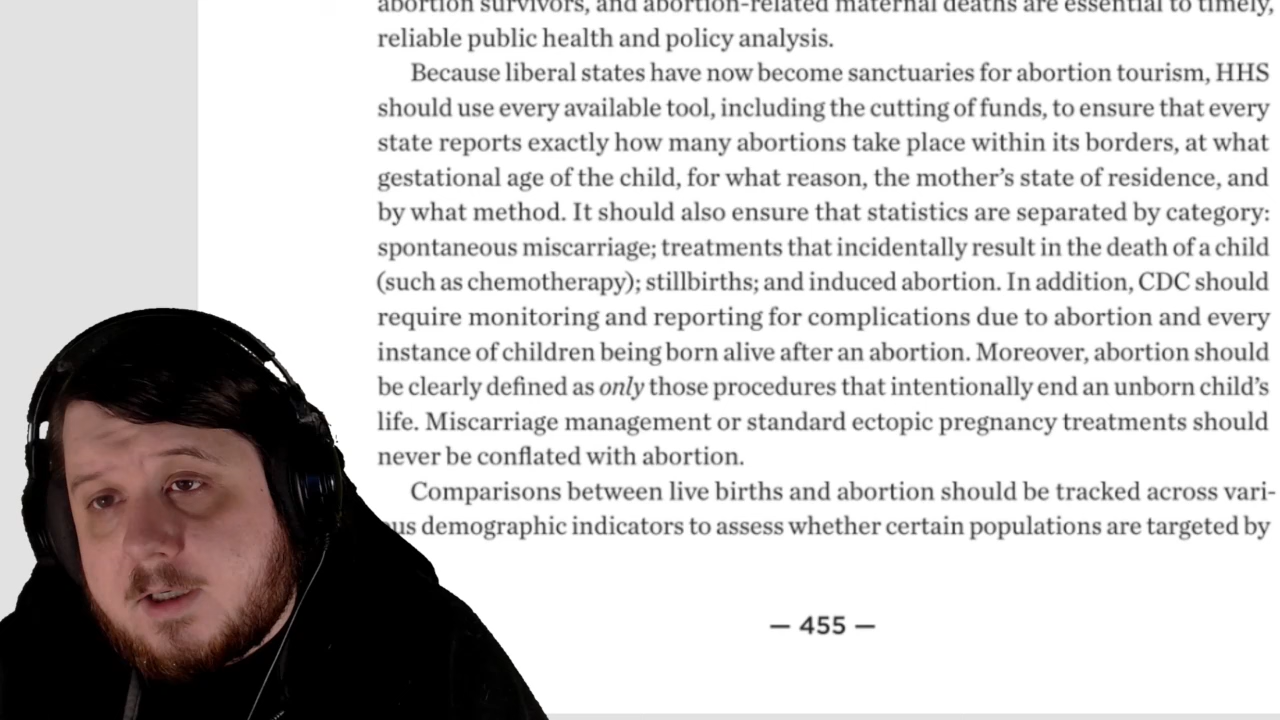 abortion survivors, and abortion-related maternal deaths are essential to timely,
reliable public health and policy analysis.
Because liberal states have now become sanctuaries for abortion tourism, HHS
should use every available tool, including the cutting of funds, to ensure that every
state reports exactly how many abortions take place within its borders, at what
gestational age of the child, for what reason, the mother’s state of residence, and
by what method. It should also ensure that statistics are separated by category:
spontaneous miscarriage; treatments that incidentally result in the death of a child
(such as chemotherapy); stillbirths; and induced abortion. In addition, CDC should
require monitoring and reporting for complications due to abortion and every
instance of children being born alive after an abortion. Moreover, abortion should
be clearly defined as only those procedures that intentionally end an unborn child’s
life. Miscarriage management or standard ectopic pregnancy treatments should
never be conflated with abortion.
Comparisons between live births and abortion should be tracked across vari-
us demographic indicators to assess whether certain populations are targeted by
— 455 —